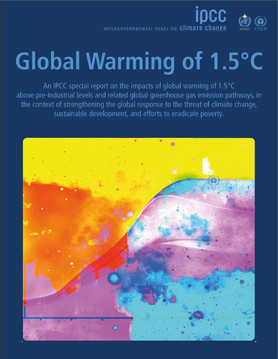 ipcc
INTERGOVERNMENTAL PANEL ON climate change
WMO UNEP
Global Warming of 1.5°C
An IPCC special report on the impacts of global warming of 1.5°C
above pre-industrial levels and related global greenhouse gas emission pathways, in
the context of strengthening the global response to the threat of climate change,
sustainable development, and efforts to eradicate poverty.